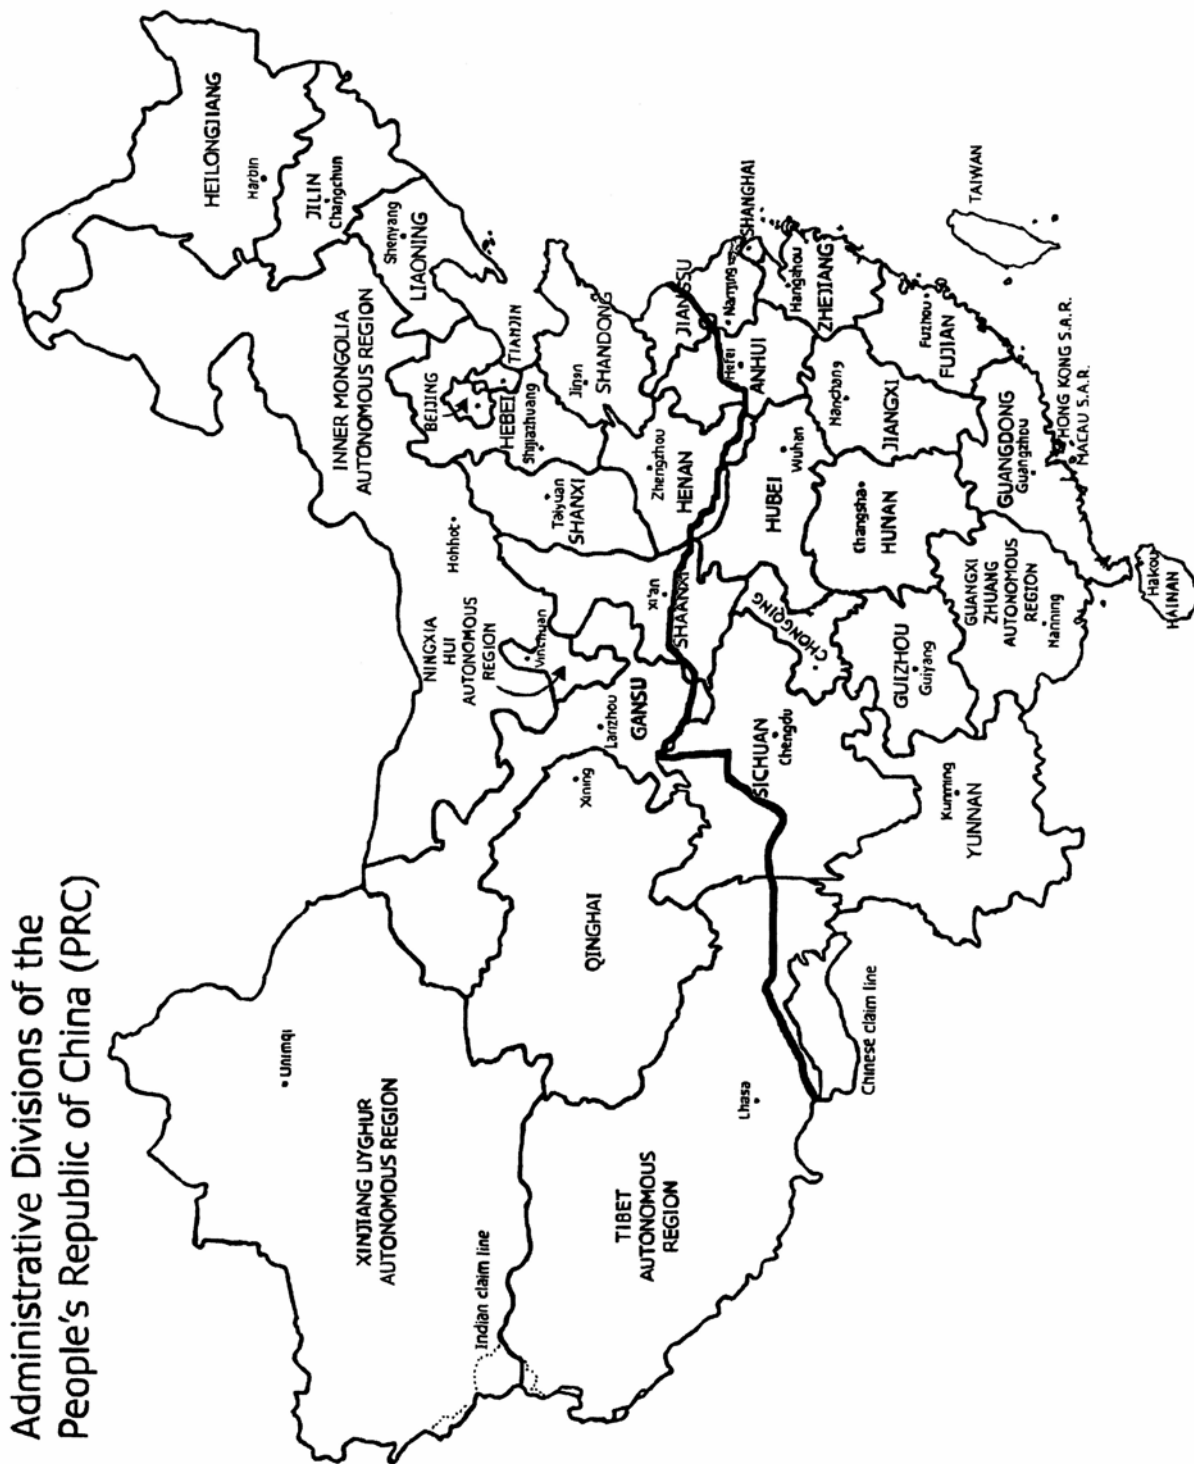 Administrative Divisions of the
People's Republic of China (PRC)
HEILONGJIANG
Harbin
JILIN
Changchun
Shenyang
LIAONING
INNER MONGOLIA
AUTONOMOUS REGION
Hohhot
BEIJING
TIANJIN
HEBEI
Shijiazhuang
Jinan
SHANDONG
Taiyuan
SHANXI
NINGXIA
HUI
AUTONOMOUS
REGION
Yinchuan
Zhengzhou
HENAN
Xi'an
SHAANXI
Lanzhou
GANSU
Xining
QINGHAI
Urumqi
XINJIANG UYGHUR
AUTONOMOUS REGION
Indian claim line
TIBET
AUTONOMOUS
REGION
Lhasa
Chinese claim line
SICHUAN
Chengdu
CHONGQING
HUBEI
Wuhan
JIANGSU
Nanjing
SHANGHAI
Hefei
ANHUI
Hangzhou
ZHEJIANG
Nanchang
JIANGXI
Fuzhou
FUJIAN
TAIWAN
Changsha
HUNAN
GUIZHOU
Guiyang
Kunming
YUNNAN
GUANGXI
ZHUANG
AUTONOMOUS
REGION
Nanning
GUANGDONG
Guangzhou
HONG KONG S.A.R.
MACAU S.A.R.
Haikou
HAINAN